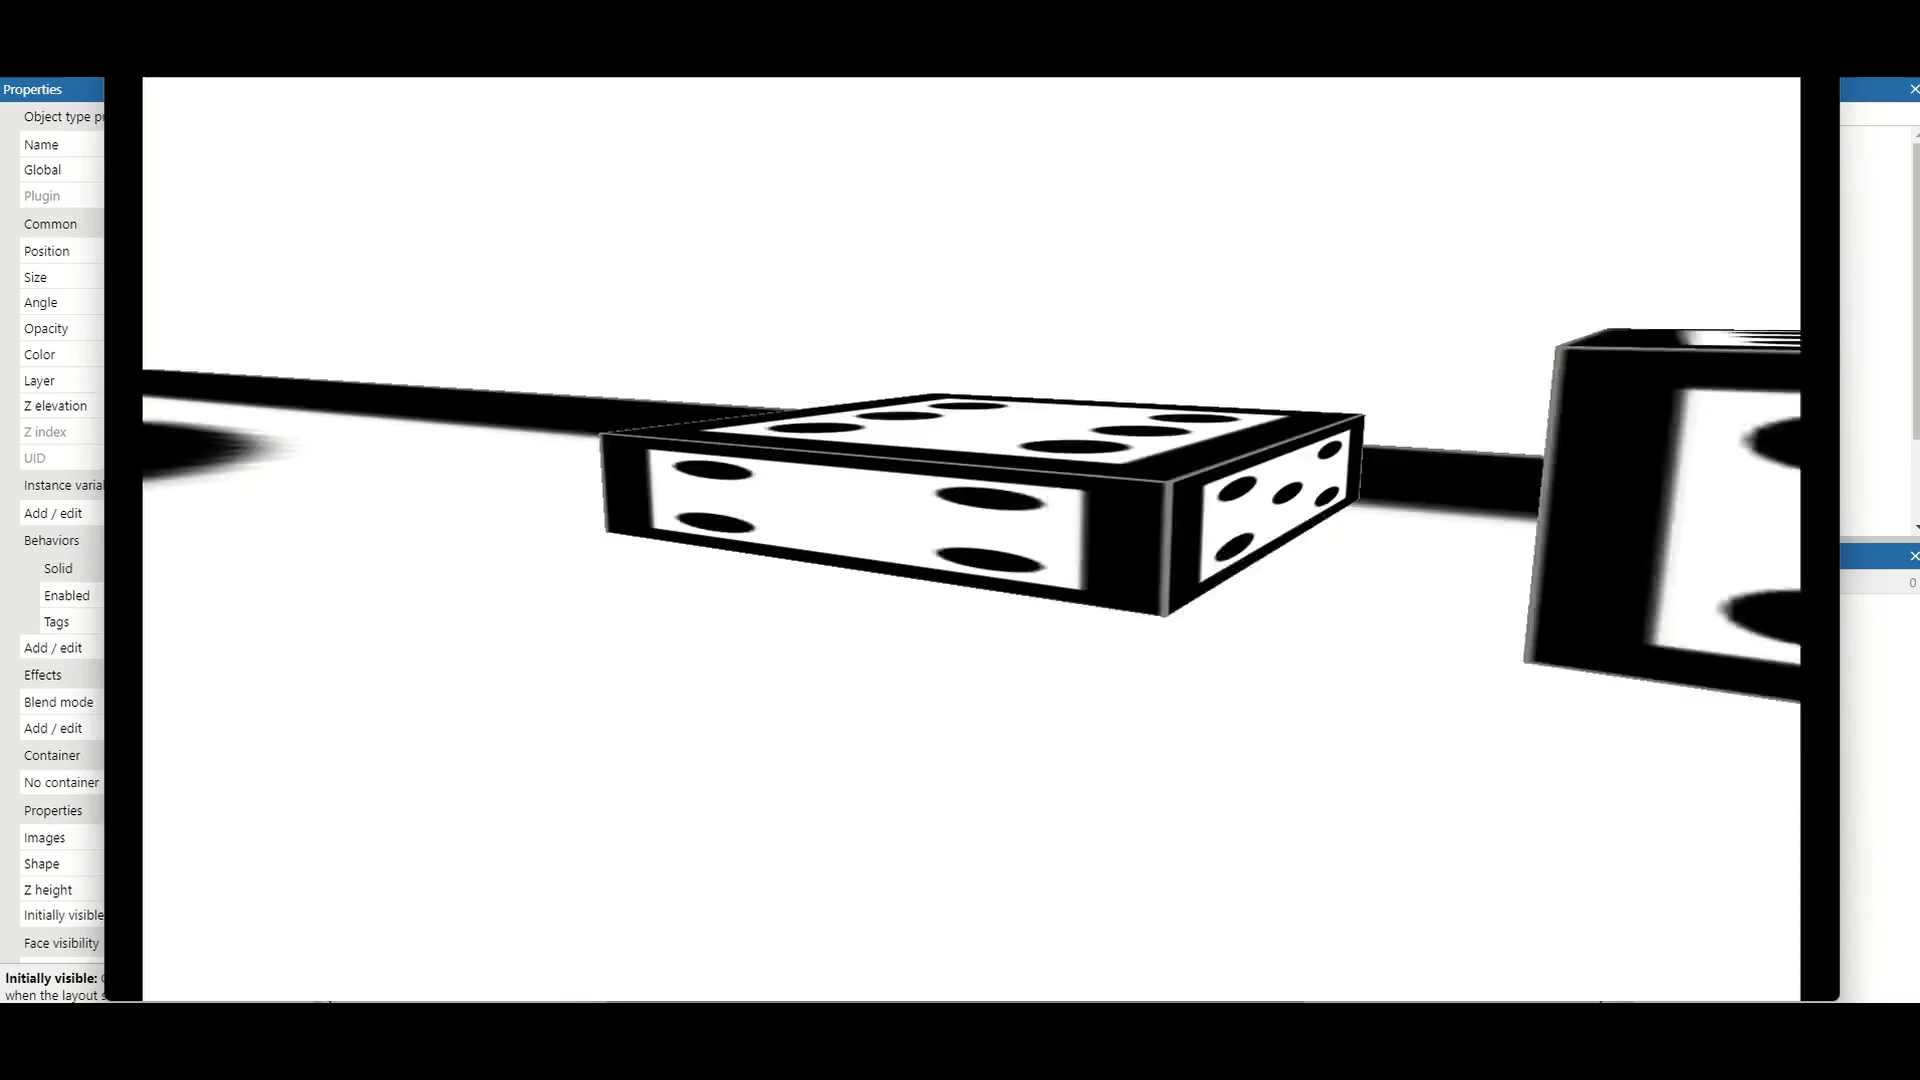 Properties
Object type pr
Name
Global
Plugin
Common
Position
Size
Angle
Opacity
Color
Layer
Z elevation
Z index
UID
Instance varia
Add / edit
Behaviors
Solid
Enabled
Tags
Add / edit
Effects
Blend mode
Add / edit
Container
No container
Properties
Images
Shape
Z height
Initially visible
Face visibility
Initially visible:
when the layout s
0